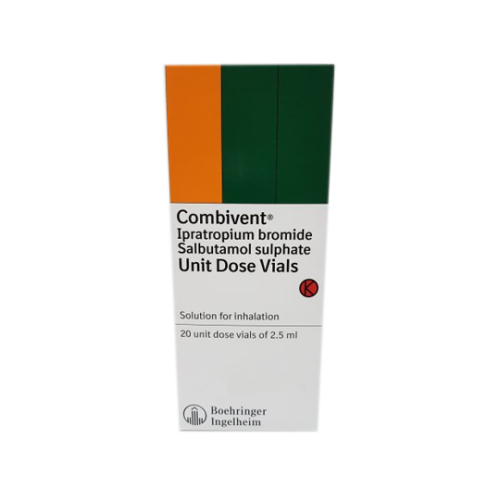 Combivent®
Ipratropium bromide
Salbutamol sulphate
Unit Dose Vials
K
Solution for inhalation
20 unit dose vials of 2.5 ml
Boehringer
Ingelheim